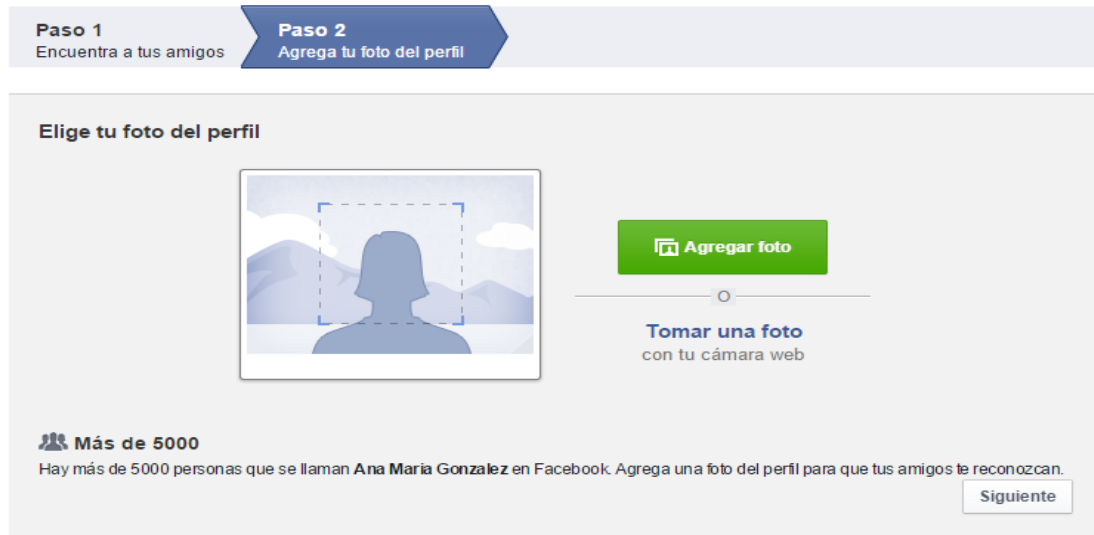 Paso 1
Encuentra a tus amigos
Paso 2
Agrega tu foto del perfil
Elige tu foto del perfil
Agregar foto
O
Tomar una foto
con tu cámara web
Más de 5000
Hay más de 5000 personas que se llaman Ana Maria Gonzalez en Facebook. Agrega una foto del perfil para que tus amigos te reconozcan.
Siguiente